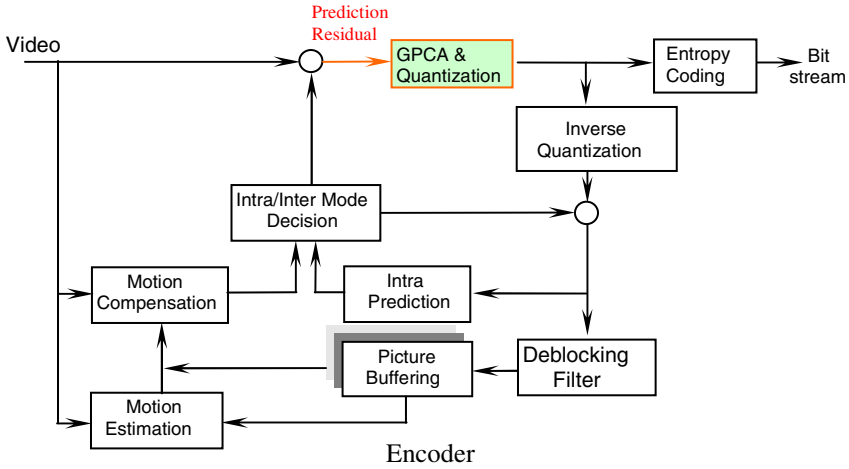 Prediction
Residual
Video
GPCA &
Quantization
Entropy
Coding
Bit
stream
Inverse
Quantization
Intra/Inter Mode
Decision
Motion
Compensation
Intra
Prediction
Picture
Buffering
Deblocking
Filter
Motion
Estimation
Encoder